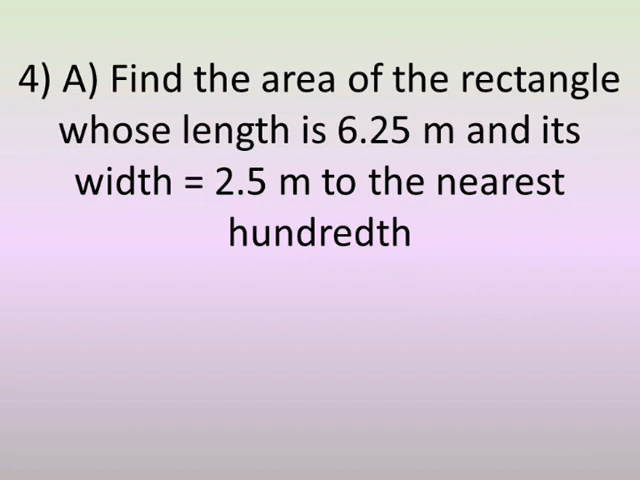 4) A) Find the area of the rectangle
whose length is 6.25 m and its
width = 2.5 m to the nearest
hundredth